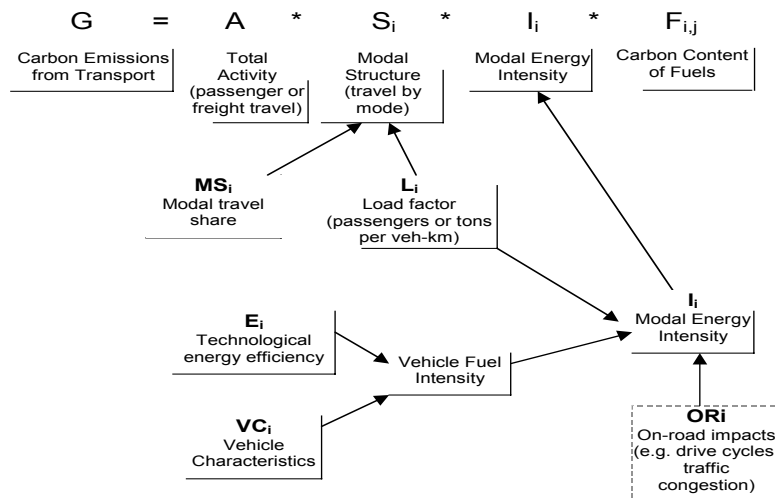 G = A * Si * Ii * Fi,j
Carbon Emissions
from Transport
Total
Activity
(passenger or
freight travel)
Modal
Structure
(travel by
mode)
Modal Energy
Intensity
Carbon Content
of Fuels
MSi
Modal travel
share
Li
Load factor
(passengers or tons
per veh-km)
Ii
Modal Energy
Intensity
Ei
Technological
energy efficiency
Vehicle Fuel
Intensity
VCi
Vehicle
Characteristics
ORi
On-road impacts
(e.g. drive cycles
traffic
congestion)